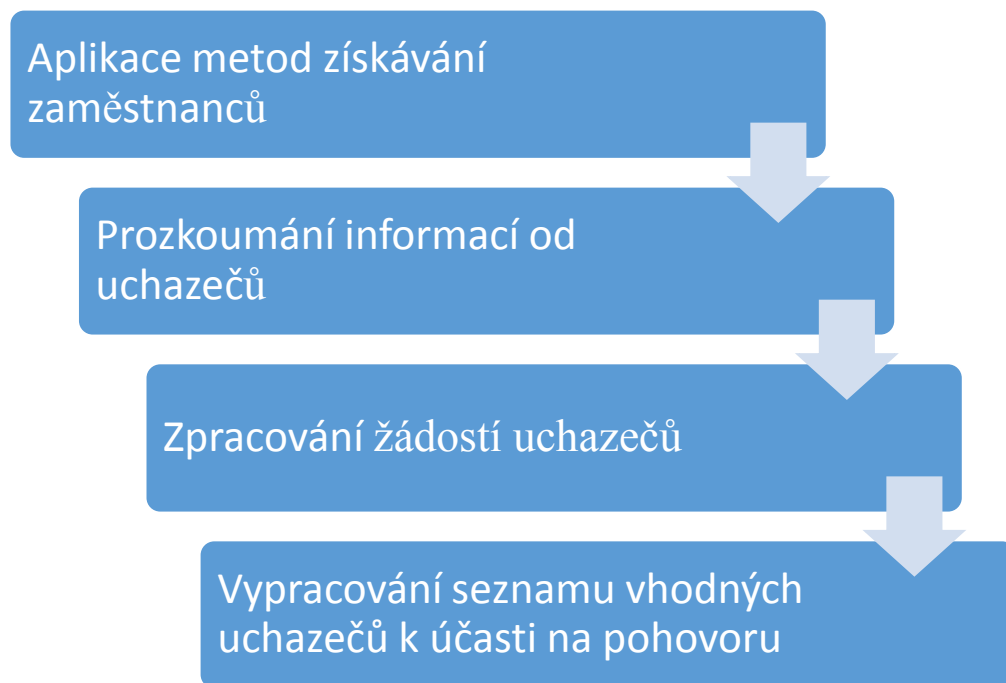 Aplikace metod získávání
zaměstnanců
Prozkoumání informací od
uchazečů
Zpracování žádostí uchazečů
Vypracování seznamu vhodných
uchazečů k účasti na pohovoru